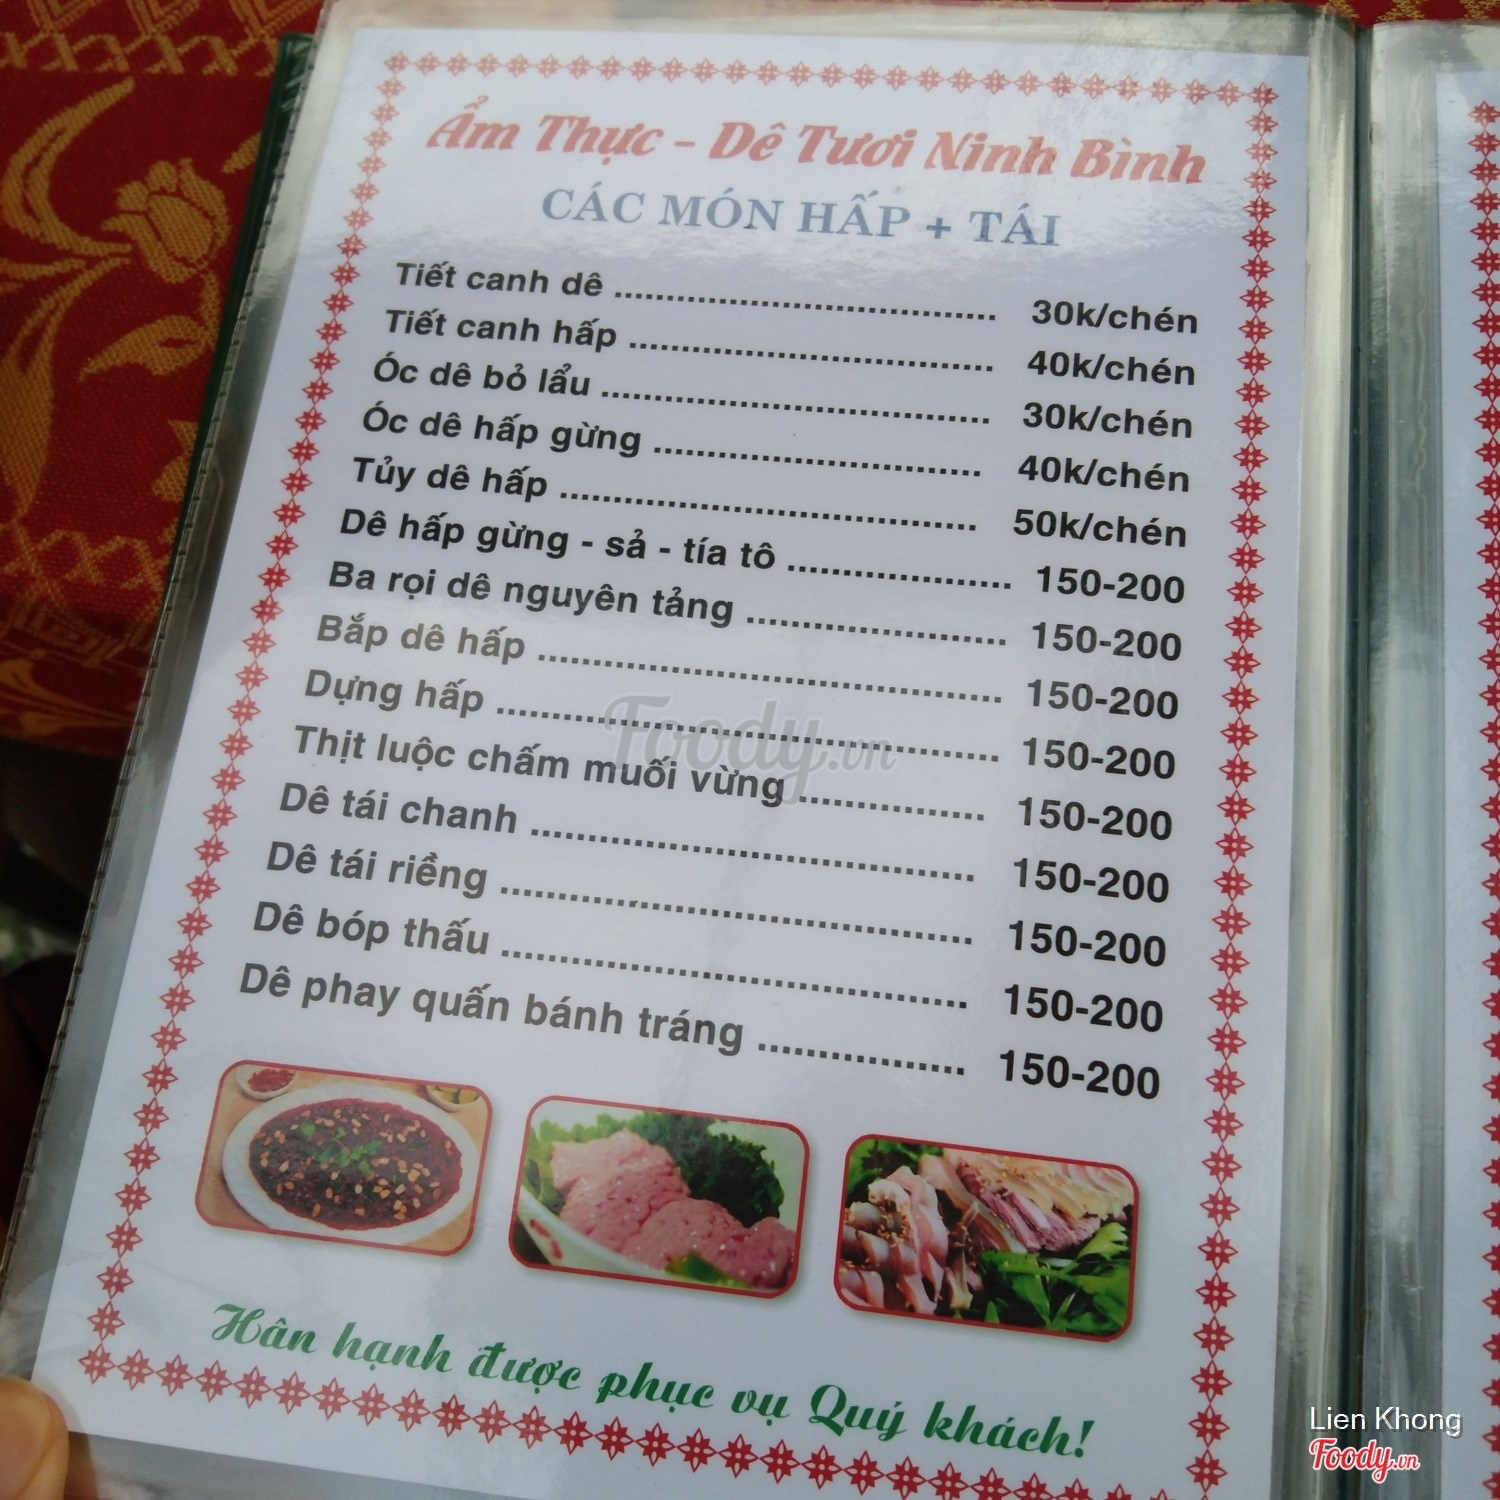 Ẩm Thực - Dê Tươi Ninh Bình
CÁC MÓN HẤP + TÁI
Tiết canh dê ........ 30k/chén
Tiết canh hấp ........ 40k/chén
Óc dê bỏ lẩu ........ 30k/chén
Óc dê hấp gừng ........ 40k/chén
Tủy dê hấp ........ 50k/chén
Dê hấp gừng - sả - tía tô ........ 150-200
Ba rọi dê nguyên tảng ........ 150-200
Bắp dê hấp ........ 150-200
Dựng hấp ........ 150-200
Thịt luộc chấm muối vừng ........ 150-200
Dê tái chanh ........ 150-200
Dê tái riềng ........ 150-200
Dê bóp thấu ........ 150-200
Dê phay quấn bánh tráng ........ 150-200
Hân hạnh được phục vụ Quý khách!
Foody.vn
Lien Khong
Foody.vn